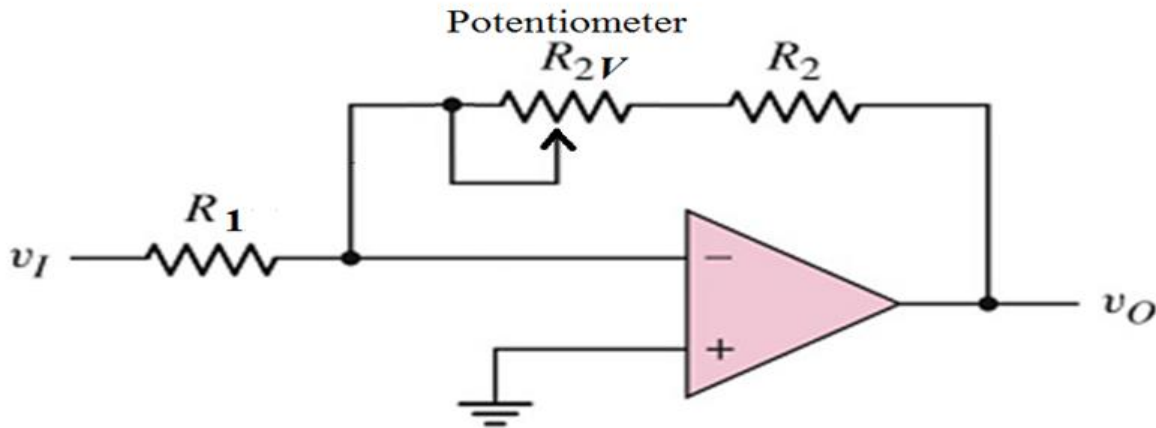 Potentiometer
R2V R2
R1
vI
−
vO
+